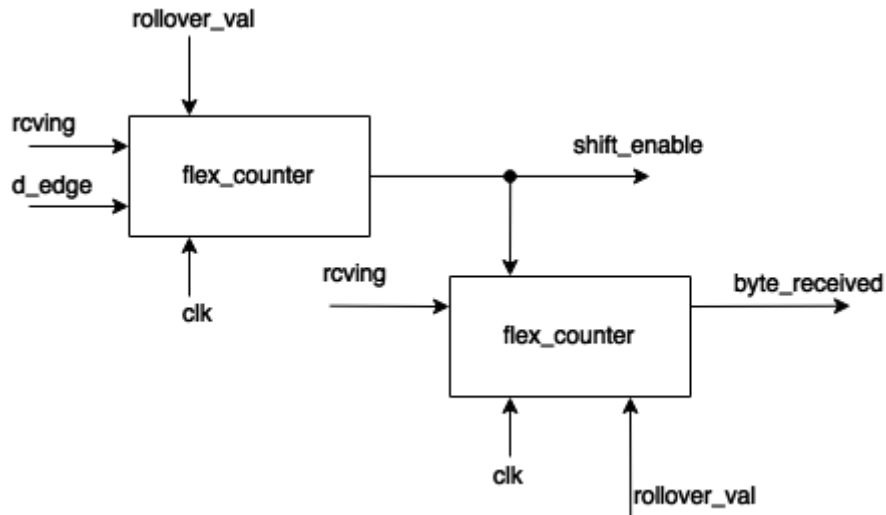 rollover_val
rcving
flex_counter
shift_enable
d_edge
rcving
clk
byte_received
flex_counter
clk
rollover_val